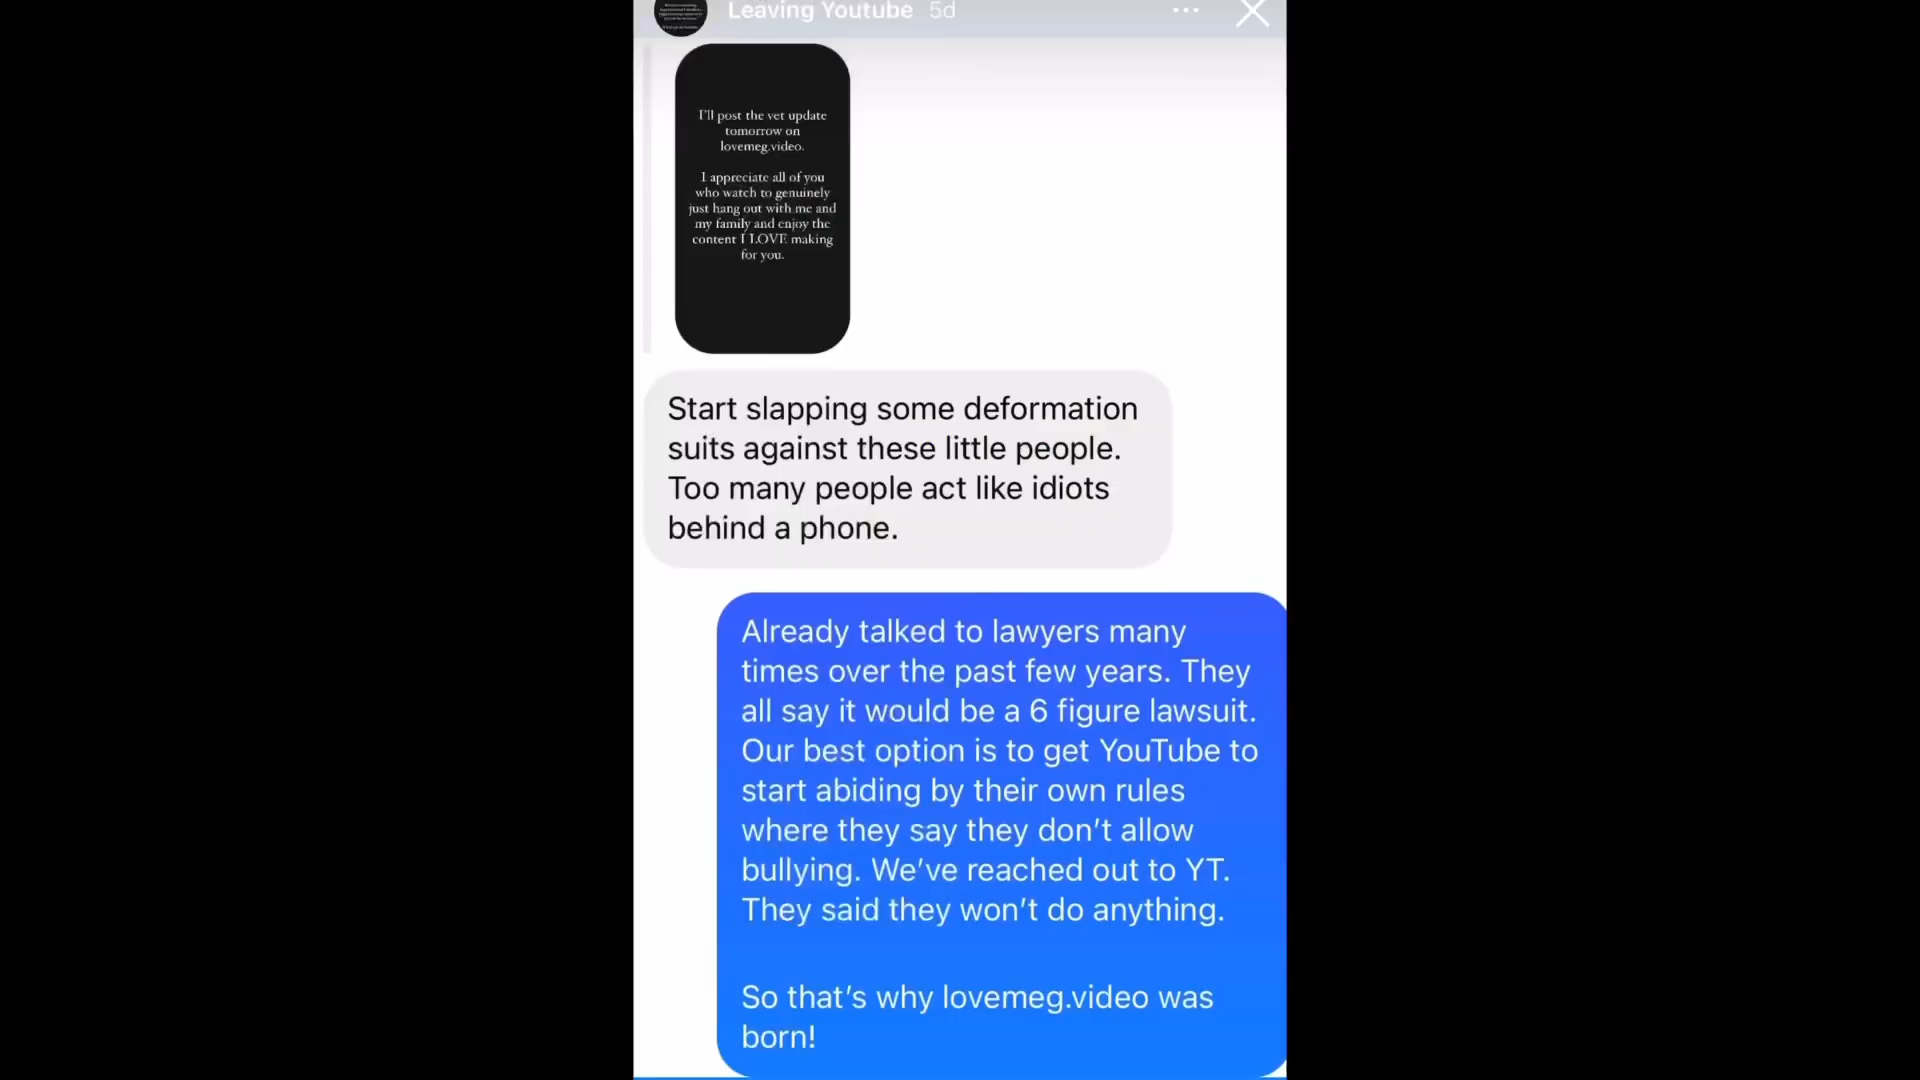 Leaving Youtube 5d
I'll post the vet update
tomorrow on
lovemeg.video.
I appreciate all of you
who watch to genuinely
just hang out with me and
my family and enjoy the
content I LOVE making
for you.
Start slapping some deformation
suits against these little people.
Too many people act like idiots
behind a phone.
Already talked to lawyers many
times over the past few years. They
all say it would be a 6 figure lawsuit.
Our best option is to get YouTube to
start abiding by their own rules
where they say they don't allow
bullying. We've reached out to YT.
They said they won't do anything.
So that's why lovemeg.video was
born!